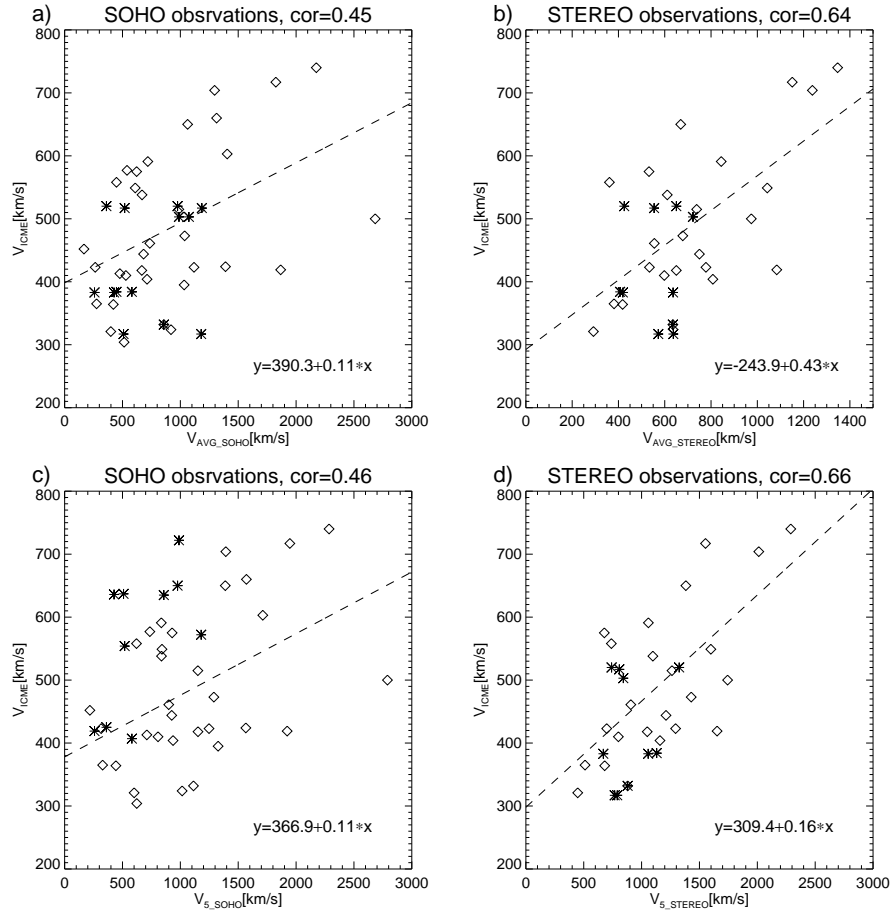 a) SOHO obsrvations, cor=0.45
800
700
600
500
400
300
200
V_ICME[km/s]
0 500 1000 1500 2000 2500 3000
V_AVG_SOHO[km/s]
y=390.3+0.11*x
b) STEREO observations, cor=0.64
800
700
600
500
400
300
200
V_ICME[km/s]
0 200 400 600 800 1000 1200 1400
V_AVG_STEREO[km/s]
y=-243.9+0.43*x
c) SOHO obsrvations, cor=0.46
800
700
600
500
400
300
200
V_ICME[km/s]
0 500 1000 1500 2000 2500 3000
V_5_SOHO[km/s]
y=366.9+0.11*x
d) STEREO observations, cor=0.66
800
700
600
500
400
300
200
V_ICME[km/s]
0 500 1000 1500 2000 2500 3000
V_5_STEREO[km/s]
y=309.4+0.16*x